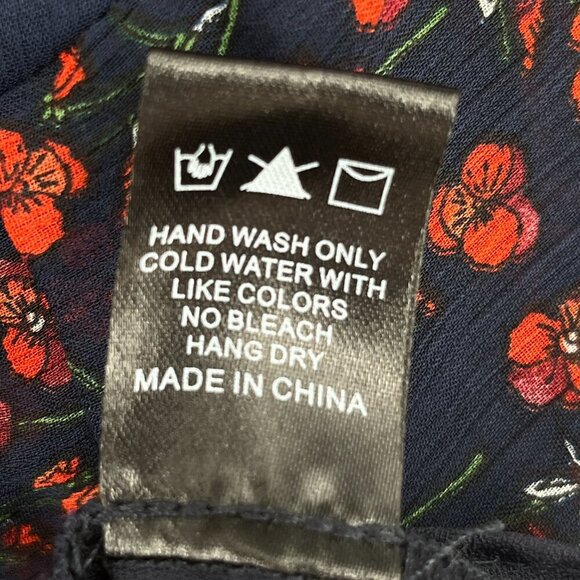 HAND WASH ONLY
COLD WATER WITH
LIKE COLORS
NO BLEACH
HANG DRY
MADE IN CHINA